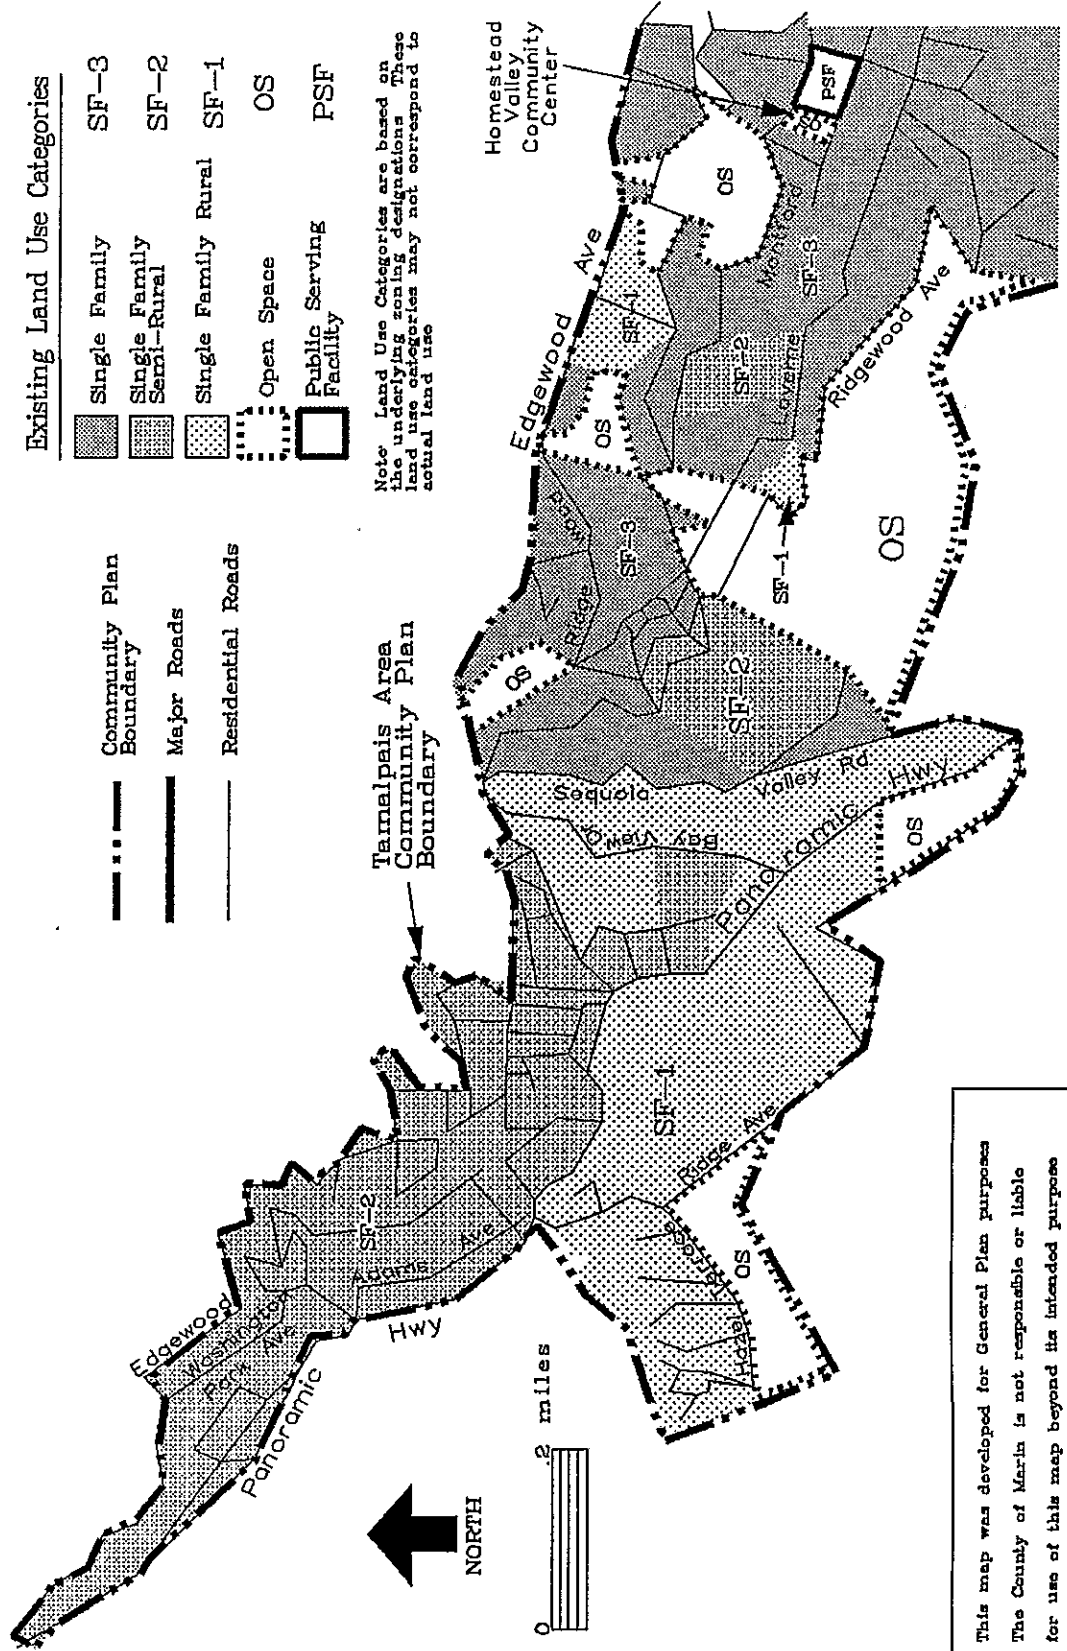 Existing Land Use Categories
Single Family SF-3
Single Family
Semi-Rural SF-2
Single Family Rural SF-1
Open Space OS
Public Serving
Facility PSF
Note Land Use Categories are based on
the underlying zoning designations These
land use categories may not correspond to
actual land use
Community Plan
Boundary
Major Roads
Residential Roads
Tamalpais Area
Community Plan
Boundary
Homestead
Valley
Community
Center
Edgewood
Washington
Park Ave
Panoramic
Hwy
Adams Ave
SF-2
SF-1
Ridge Ave
Hazel
Terrace
OS
Sequoia
Valley Rd
Bay View Dr
Panoramic
Hwy
OS
OS
Ridge
Wood
SF-3
SF-2
Edgewood Ave
OS
SF-1
SF-2
Laverne
SF-3
Montford
OS
PSF
Ridgewood Ave
SF-1
OS
0 .2 miles
NORTH
This map was developed for General Plan purposes
The County of Marin is not responsible or liable
for use of this map beyond its intended purpose